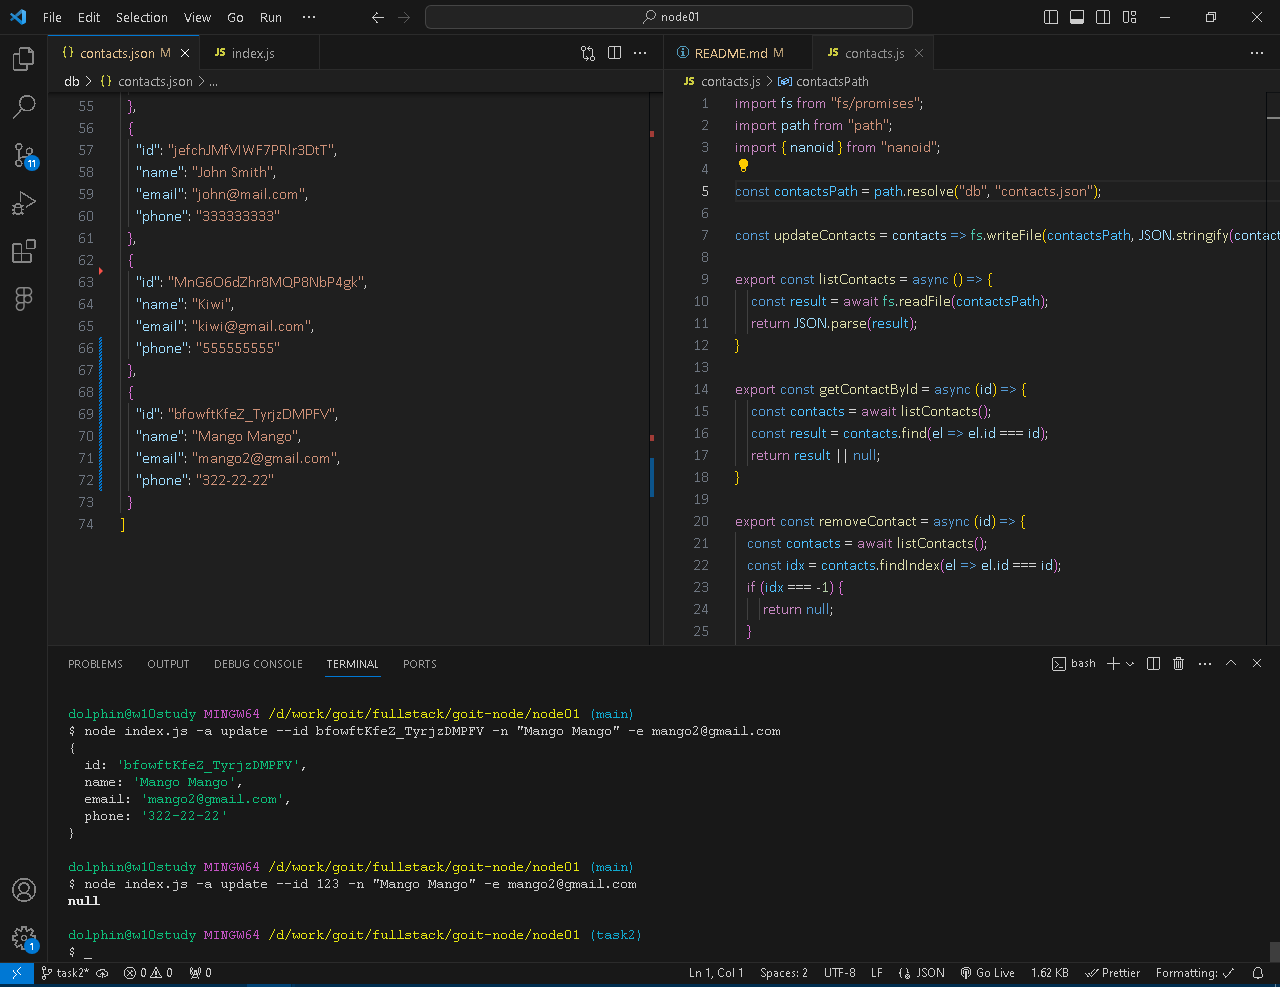 File Edit Selection View Go Run ··· node01
{} contacts.json M × JS index.js ···
db > {} contacts.json > ...
55 },
56 {
57 "id": "jefchJMfVIWF7PRlr3DtT",
58 "name": "John Smith",
59 "email": "john@mail.com",
60 "phone": "333333333"
61 },
62 {
63 "id": "MnG6O6dZhr8MQP8NbP4gk",
64 "name": "Kiwi",
65 "email": "kiwi@gmail.com",
66 "phone": "555555555"
67 },
68 {
69 "id": "bfowftKfeZ_TyrjzDMPFV",
70 "name": "Mango Mango",
71 "email": "mango2@gmail.com",
72 "phone": "322-22-22"
73 }
74 ]
README.md M JS contacts.js × ···
JS contacts.js > contactsPath
1 import fs from "fs/promises";
2 import path from "path";
3 import { nanoid } from "nanoid";
4
5 const contactsPath = path.resolve("db", "contacts.json");
6
7 const updateContacts = contacts => fs.writeFile(contactsPath, JSON.stringify(contact
8
9 export const listContacts = async () => {
10 const result = await fs.readFile(contactsPath);
11 return JSON.parse(result);
12 }
13
14 export const getContactById = async (id) => {
15 const contacts = await listContacts();
16 const result = contacts.find(el => el.id === id);
17 return result || null;
18 }
19
20 export const removeContact = async (id) => {
21 const contacts = await listContacts();
22 const idx = contacts.findIndex(el => el.id === id);
23 if (idx === -1) {
24 return null;
25 }
11
1
PROBLEMS OUTPUT DEBUG CONSOLE TERMINAL PORTS bash
dolphin@w10study MINGW64 /d/work/goit/fullstack/goit-node/node01 (main)
$ node index.js -a update --id bfowftKfeZ_TyrjzDMPFV -n "Mango Mango" -e mango2@gmail.com
{
id: 'bfowftKfeZ_TyrjzDMPFV',
name: 'Mango Mango',
email: 'mango2@gmail.com',
phone: '322-22-22'
}
dolphin@w10study MINGW64 /d/work/goit/fullstack/goit-node/node01 (main)
$ node index.js -a update --id 123 -n "Mango Mango" -e mango2@gmail.com
null
dolphin@w10study MINGW64 /d/work/goit/fullstack/goit-node/node01 (task2)
$ _
task2* 0 0 0 Ln 1, Col 1 Spaces: 2 UTF-8 LF JSON Go Live 1.62 KB Prettier Formatting: ✓